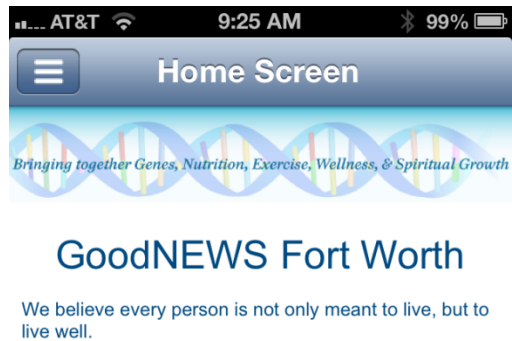 AT&T 9:25 AM 99%
Home Screen
Bringing together Genes, Nutrition, Exercise, Wellness, & Spiritual Growth
GoodNEWS Fort Worth
We believe every person is not only meant to live, but to
live well.